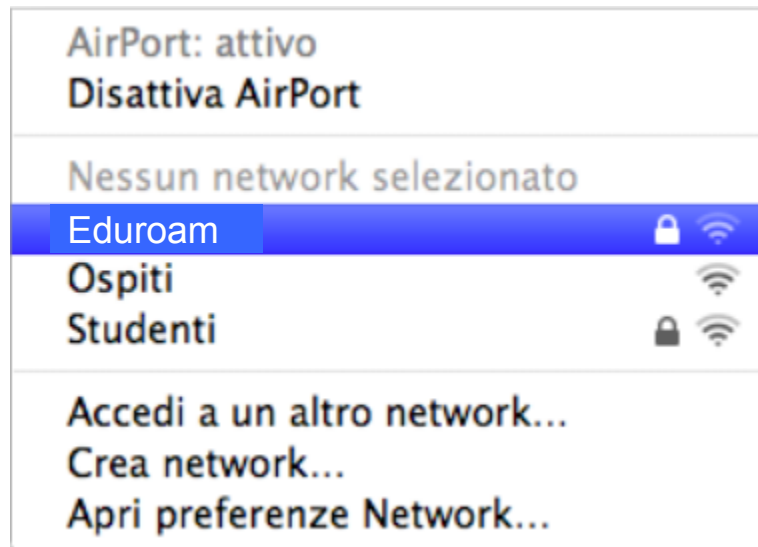 AirPort: attivo
Disattiva AirPort
Nessun network selezionato
Eduroam
Ospiti
Studenti
Accedi a un altro network...
Crea network...
Apri preferenze Network...